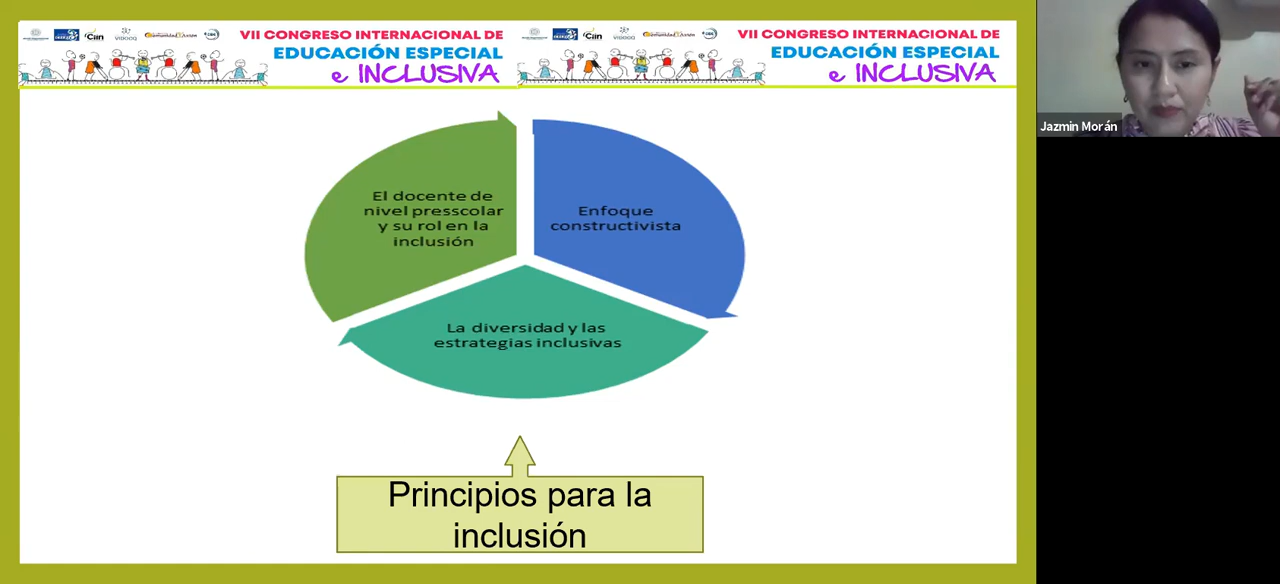 VII CONGRESO INTERNACIONAL DE
EDUCACIÓN ESPECIAL
e INCLUSIVA
VII CONGRESO INTERNACIONAL DE
EDUCACIÓN ESPECIAL
e INCLUSIVA
Jazmin Morán
El docente de
nivel presscolar
y su rol en la
inclusión
Enfoque
constructivista
La diversidad y las
estrategias inclusivas
Principios para la
inclusión